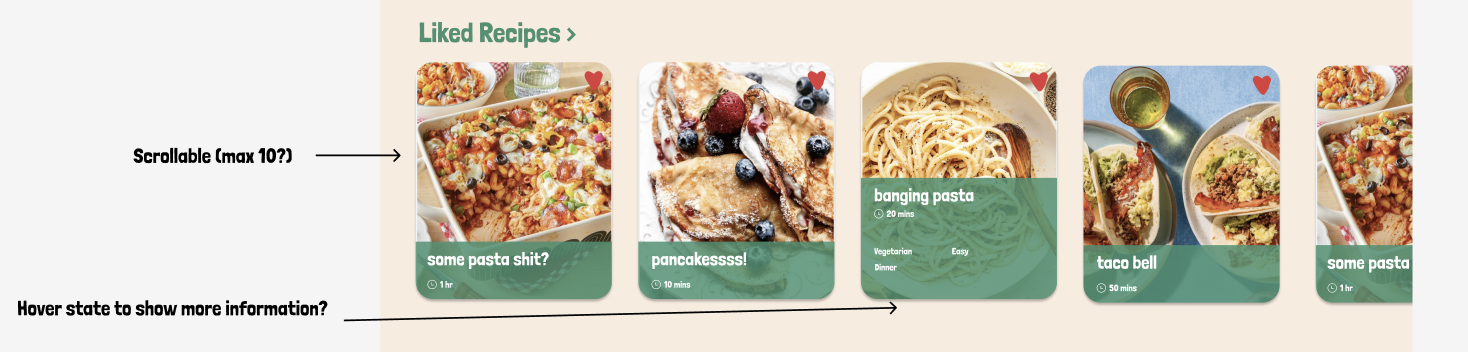 Liked Recipes >
Scrollable (max 10?)
some pasta shit?
1 hr
pancakessss!
10 mins
banging pasta
20 mins
Vegetarian
Easy
Dinner
taco bell
50 mins
some pasta
1 hr
Hover state to show more information?